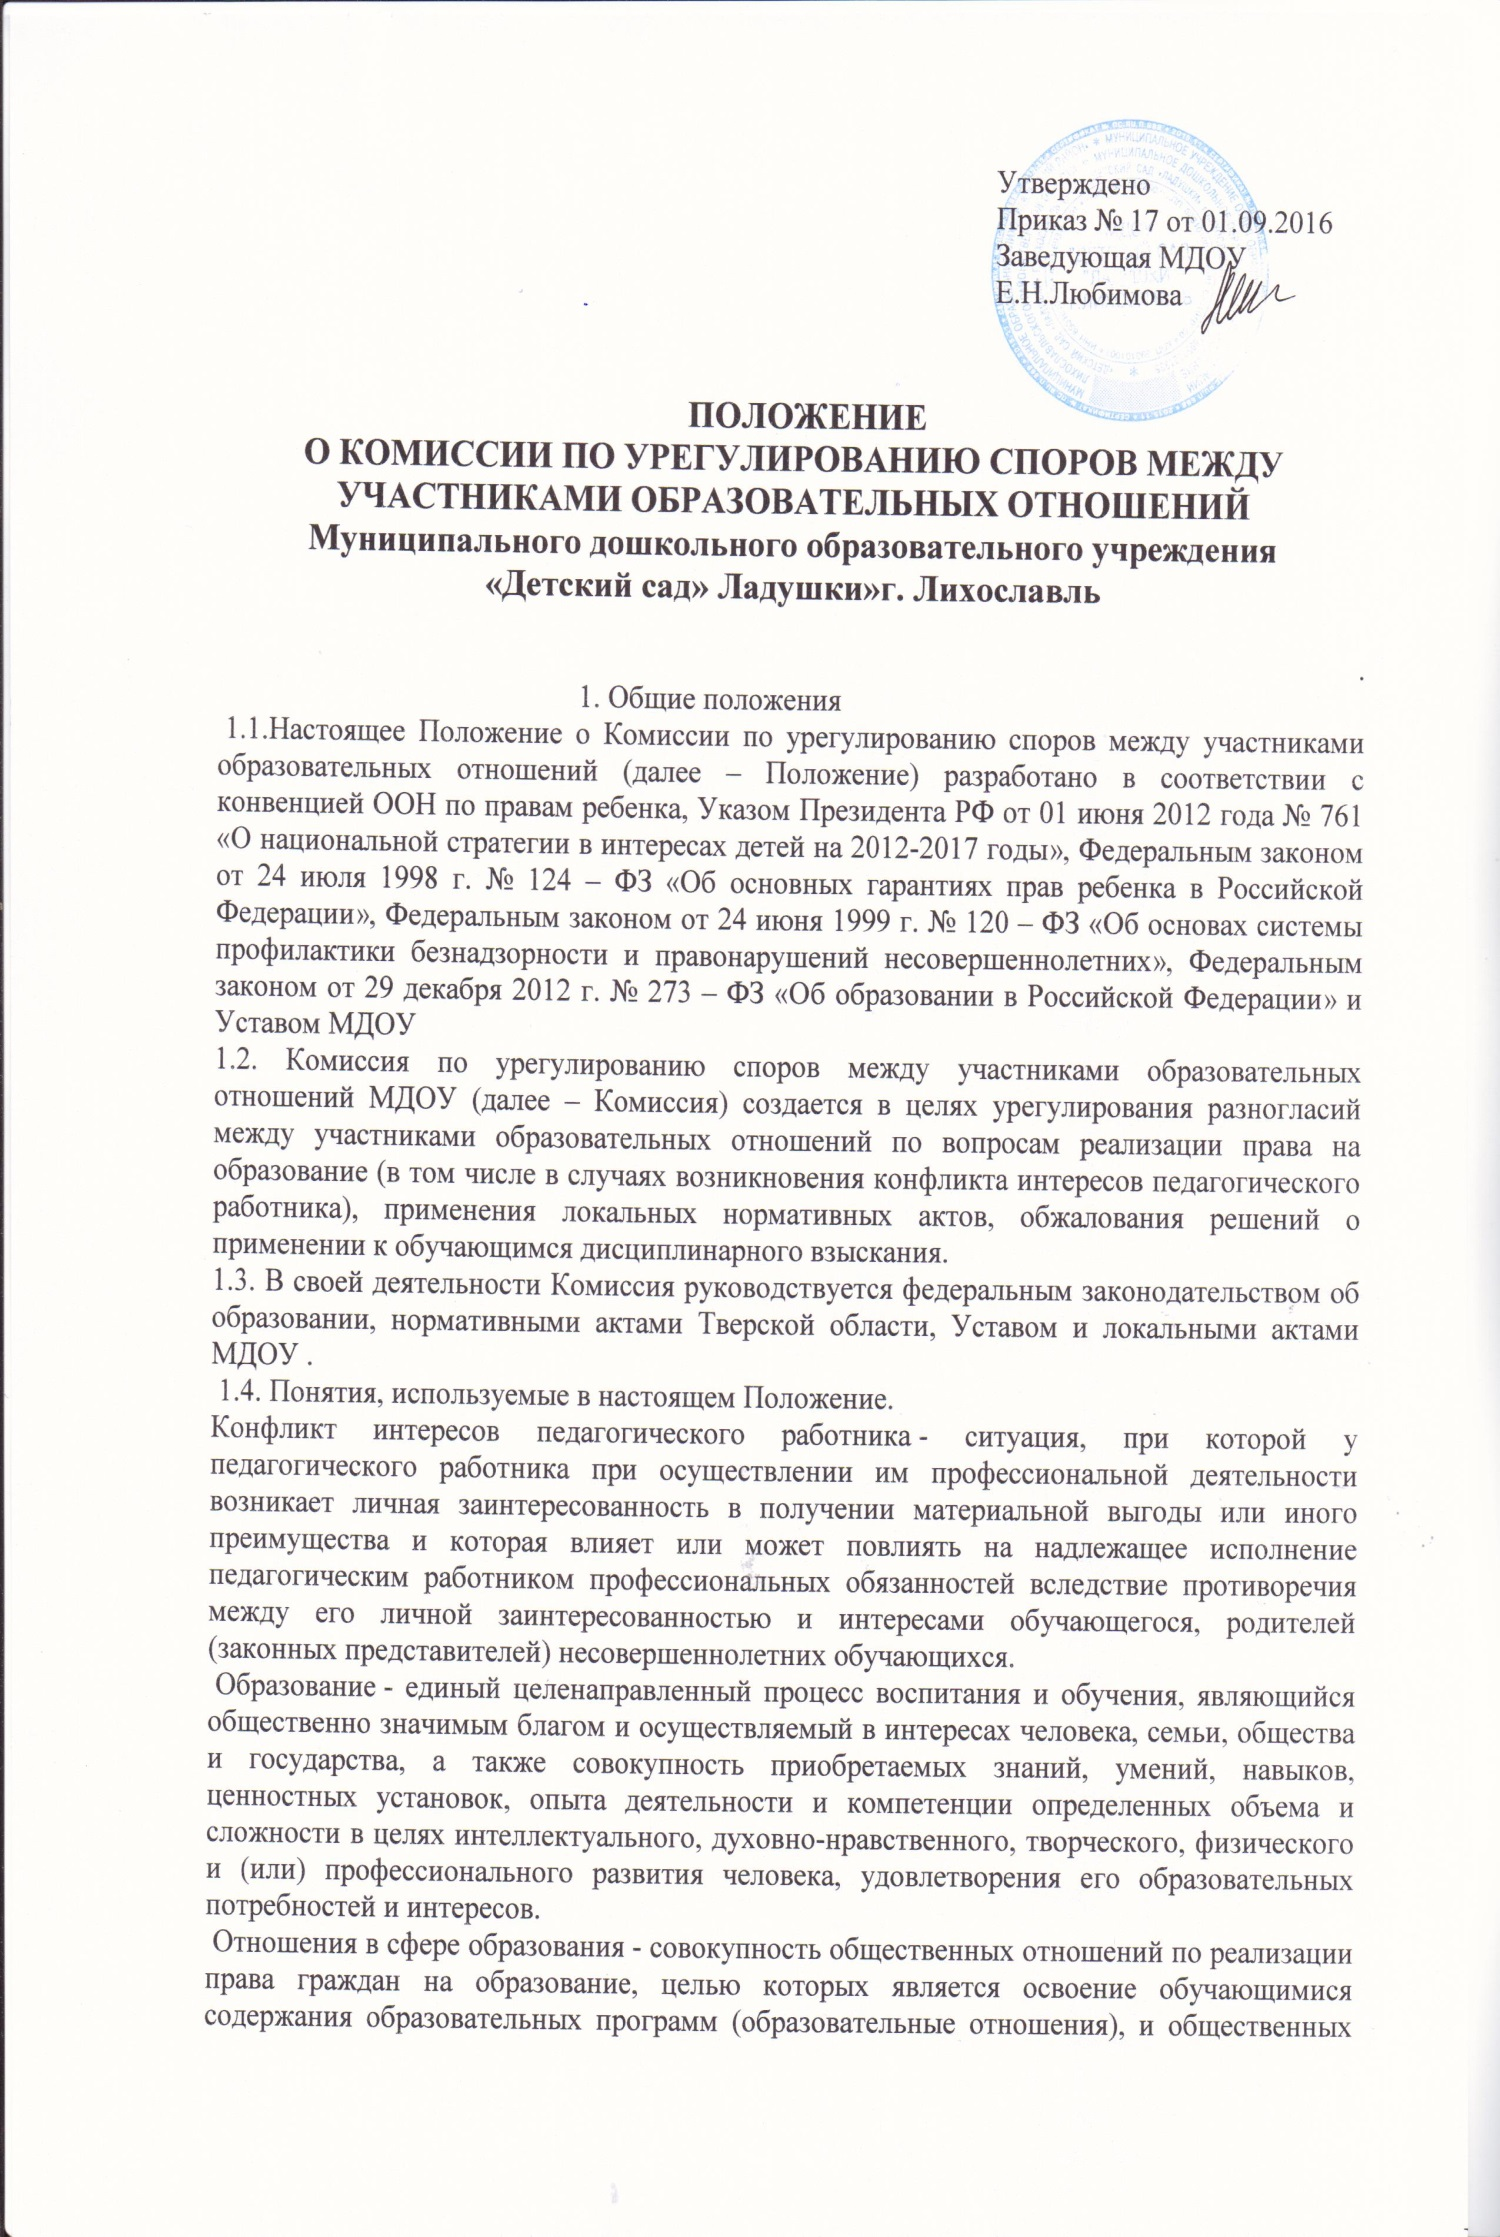 Утверждено
Приказ № 17 от 01.09.2016
Заведующая МДОУ
Е.Н.Любимова
ПОЛОЖЕНИЕ
О КОМИССИИ ПО УРЕГУЛИРОВАНИЮ СПОРОВ МЕЖДУ
УЧАСТНИКАМИ ОБРАЗОВАТЕЛЬНЫХ ОТНОШЕНИЙ
Муниципального дошкольного образовательного учреждения
«Детский сад» Ладушки»г. Лихославль
1. Общие положения
1.1.Настоящее Положение о Комиссии по урегулированию споров между участниками
образовательных отношений (далее – Положение) разработано в соответствии с
конвенцией ООН по правам ребенка, Указом Президента РФ от 01 июня 2012 года № 761
«О национальной стратегии в интересах детей на 2012-2017 годы», Федеральным законом
от 24 июля 1998 г. № 124 – ФЗ «Об основных гарантиях прав ребенка в Российской
Федерации», Федеральным законом от 24 июня 1999 г. № 120 – ФЗ «Об основах системы
профилактики безнадзорности и правонарушений несовершеннолетних», Федеральным
законом от 29 декабря 2012 г. № 273 – ФЗ «Об образовании в Российской Федерации» и
Уставом МДОУ
1.2. Комиссия по урегулированию споров между участниками образовательных
отношений МДОУ (далее – Комиссия) создается в целях урегулирования разногласий
между участниками образовательных отношений по вопросам реализации права на
образование (в том числе в случаях возникновения конфликта интересов педагогического
работника), применения локальных нормативных актов, обжалования решений о
применении к обучающимся дисциплинарного взыскания.
1.3. В своей деятельности Комиссия руководствуется федеральным законодательством об
образовании, нормативными актами Тверской области, Уставом и локальными актами
МДОУ .
1.4. Понятия, используемые в настоящем Положение.
Конфликт интересов педагогического работника - ситуация, при которой у
педагогического работника при осуществлении им профессиональной деятельности
возникает личная заинтересованность в получении материальной выгоды или иного
преимущества и которая влияет или может повлиять на надлежащее исполнение
педагогическим работником профессиональных обязанностей вследствие противоречия
между его личной заинтересованностью и интересами обучающегося, родителей
(законных представителей) несовершеннолетних обучающихся.
Образование - единый целенаправленный процесс воспитания и обучения, являющийся
общественно значимым благом и осуществляемый в интересах человека, семьи, общества
и государства, а также совокупность приобретаемых знаний, умений, навыков,
ценностных установок, опыта деятельности и компетенции определенных объема и
сложности в целях интеллектуального, духовно-нравственного, творческого, физического
и (или) профессионального развития человека, удовлетворения его образовательных
потребностей и интересов.
Отношения в сфере образования - совокупность общественных отношений по реализации
права граждан на образование, целью которых является освоение обучающимися
содержания образовательных программ (образовательные отношения), и общественных